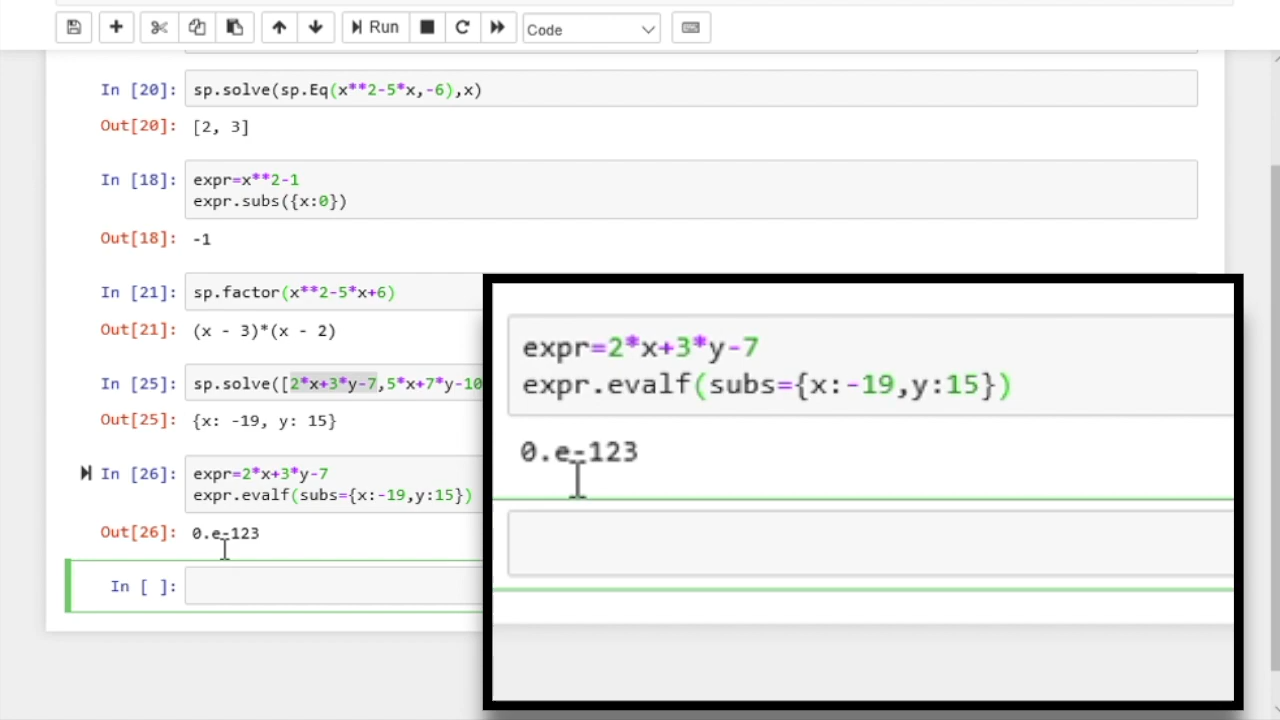 Run
Code
In [20]: sp.solve(sp.Eq(x**2-5*x,-6),x)
Out[20]: [2, 3]
In [18]: expr=x**2-1
expr.subs({x:0})
Out[18]: -1
In [21]: sp.factor(x**2-5*x+6)
Out[21]: (x - 3)*(x - 2)
In [25]: sp.solve([2*x+3*y-7,5*x+7*y-10
Out[25]: {x: -19, y: 15}
In [26]: expr=2*x+3*y-7
expr.evalf(subs={x:-19,y:15})
Out[26]: 0.e-123
In [ ]:
expr=2*x+3*y-7
expr.evalf(subs={x:-19,y:15})
0.e-123